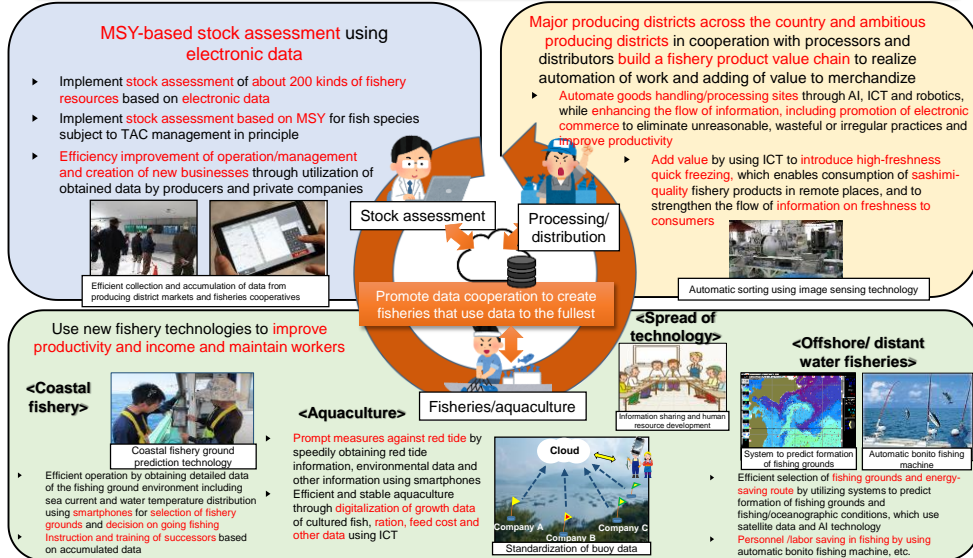 MSY-based stock assessment using
electronic data
▸ Implement stock assessment of about 200 kinds of fishery
resources based on electronic data
▸ Implement stock assessment based on MSY for fish species
subject to TAC management in principle
▸ Efficiency improvement of operation/management
and creation of new businesses through utilization of
obtained data by producers and private companies
Efficient collection and accumulation of data from
producing district markets and fisheries cooperatives
Major producing districts across the country and ambitious
producing districts in cooperation with processors and
distributors build a fishery product value chain to realize
automation of work and adding of value to merchandize
▸ Automate goods handling/processing sites through AI, ICT and robotics,
while enhancing the flow of information, including promotion of electronic
commerce to eliminate unreasonable, wasteful or irregular practices and
improve productivity
▸ Add value by using ICT to introduce high-freshness
quick freezing, which enables consumption of sashimi-
quality fishery products in remote places, and to
strengthen the flow of information on freshness to
consumers
Automatic sorting using image sensing technology
Stock assessment
Processing/
distribution
Promote data cooperation to create
fisheries that use data to the fullest
Fisheries/aquaculture
Use new fishery technologies to improve
productivity and income and maintain workers
<Coastal
fishery>
Coastal fishery ground
prediction technology
▸ Efficient operation by obtaining detailed data
of the fishing ground environment including
sea current and water temperature distribution
using smartphones for selection of fishery
grounds and decision on going fishing
▸ Instruction and training of successors based
on accumulated data
<Aquaculture>
▸ Prompt measures against red tide by
speedily obtaining red tide
information, environmental data and
other information using smartphones
▸ Efficient and stable aquaculture
through digitalization of growth data
of cultured fish, ration, feed cost and
other data using ICT
Cloud
Company A
Company B
Company C
Standardization of buoy data
<Spread of
technology>
Information sharing and human
resource development
<Offshore/ distant
water fisheries>
System to predict formation
of fishing grounds
Automatic bonito fishing
machine
▸ Efficient selection of fishing grounds and energy-
saving route by utilizing systems to predict
formation of fishing grounds and
fishing/oceanographic conditions, which use
satellite data and AI technology
▸ Personnel /labor saving in fishing by using
automatic bonito fishing machine, etc.